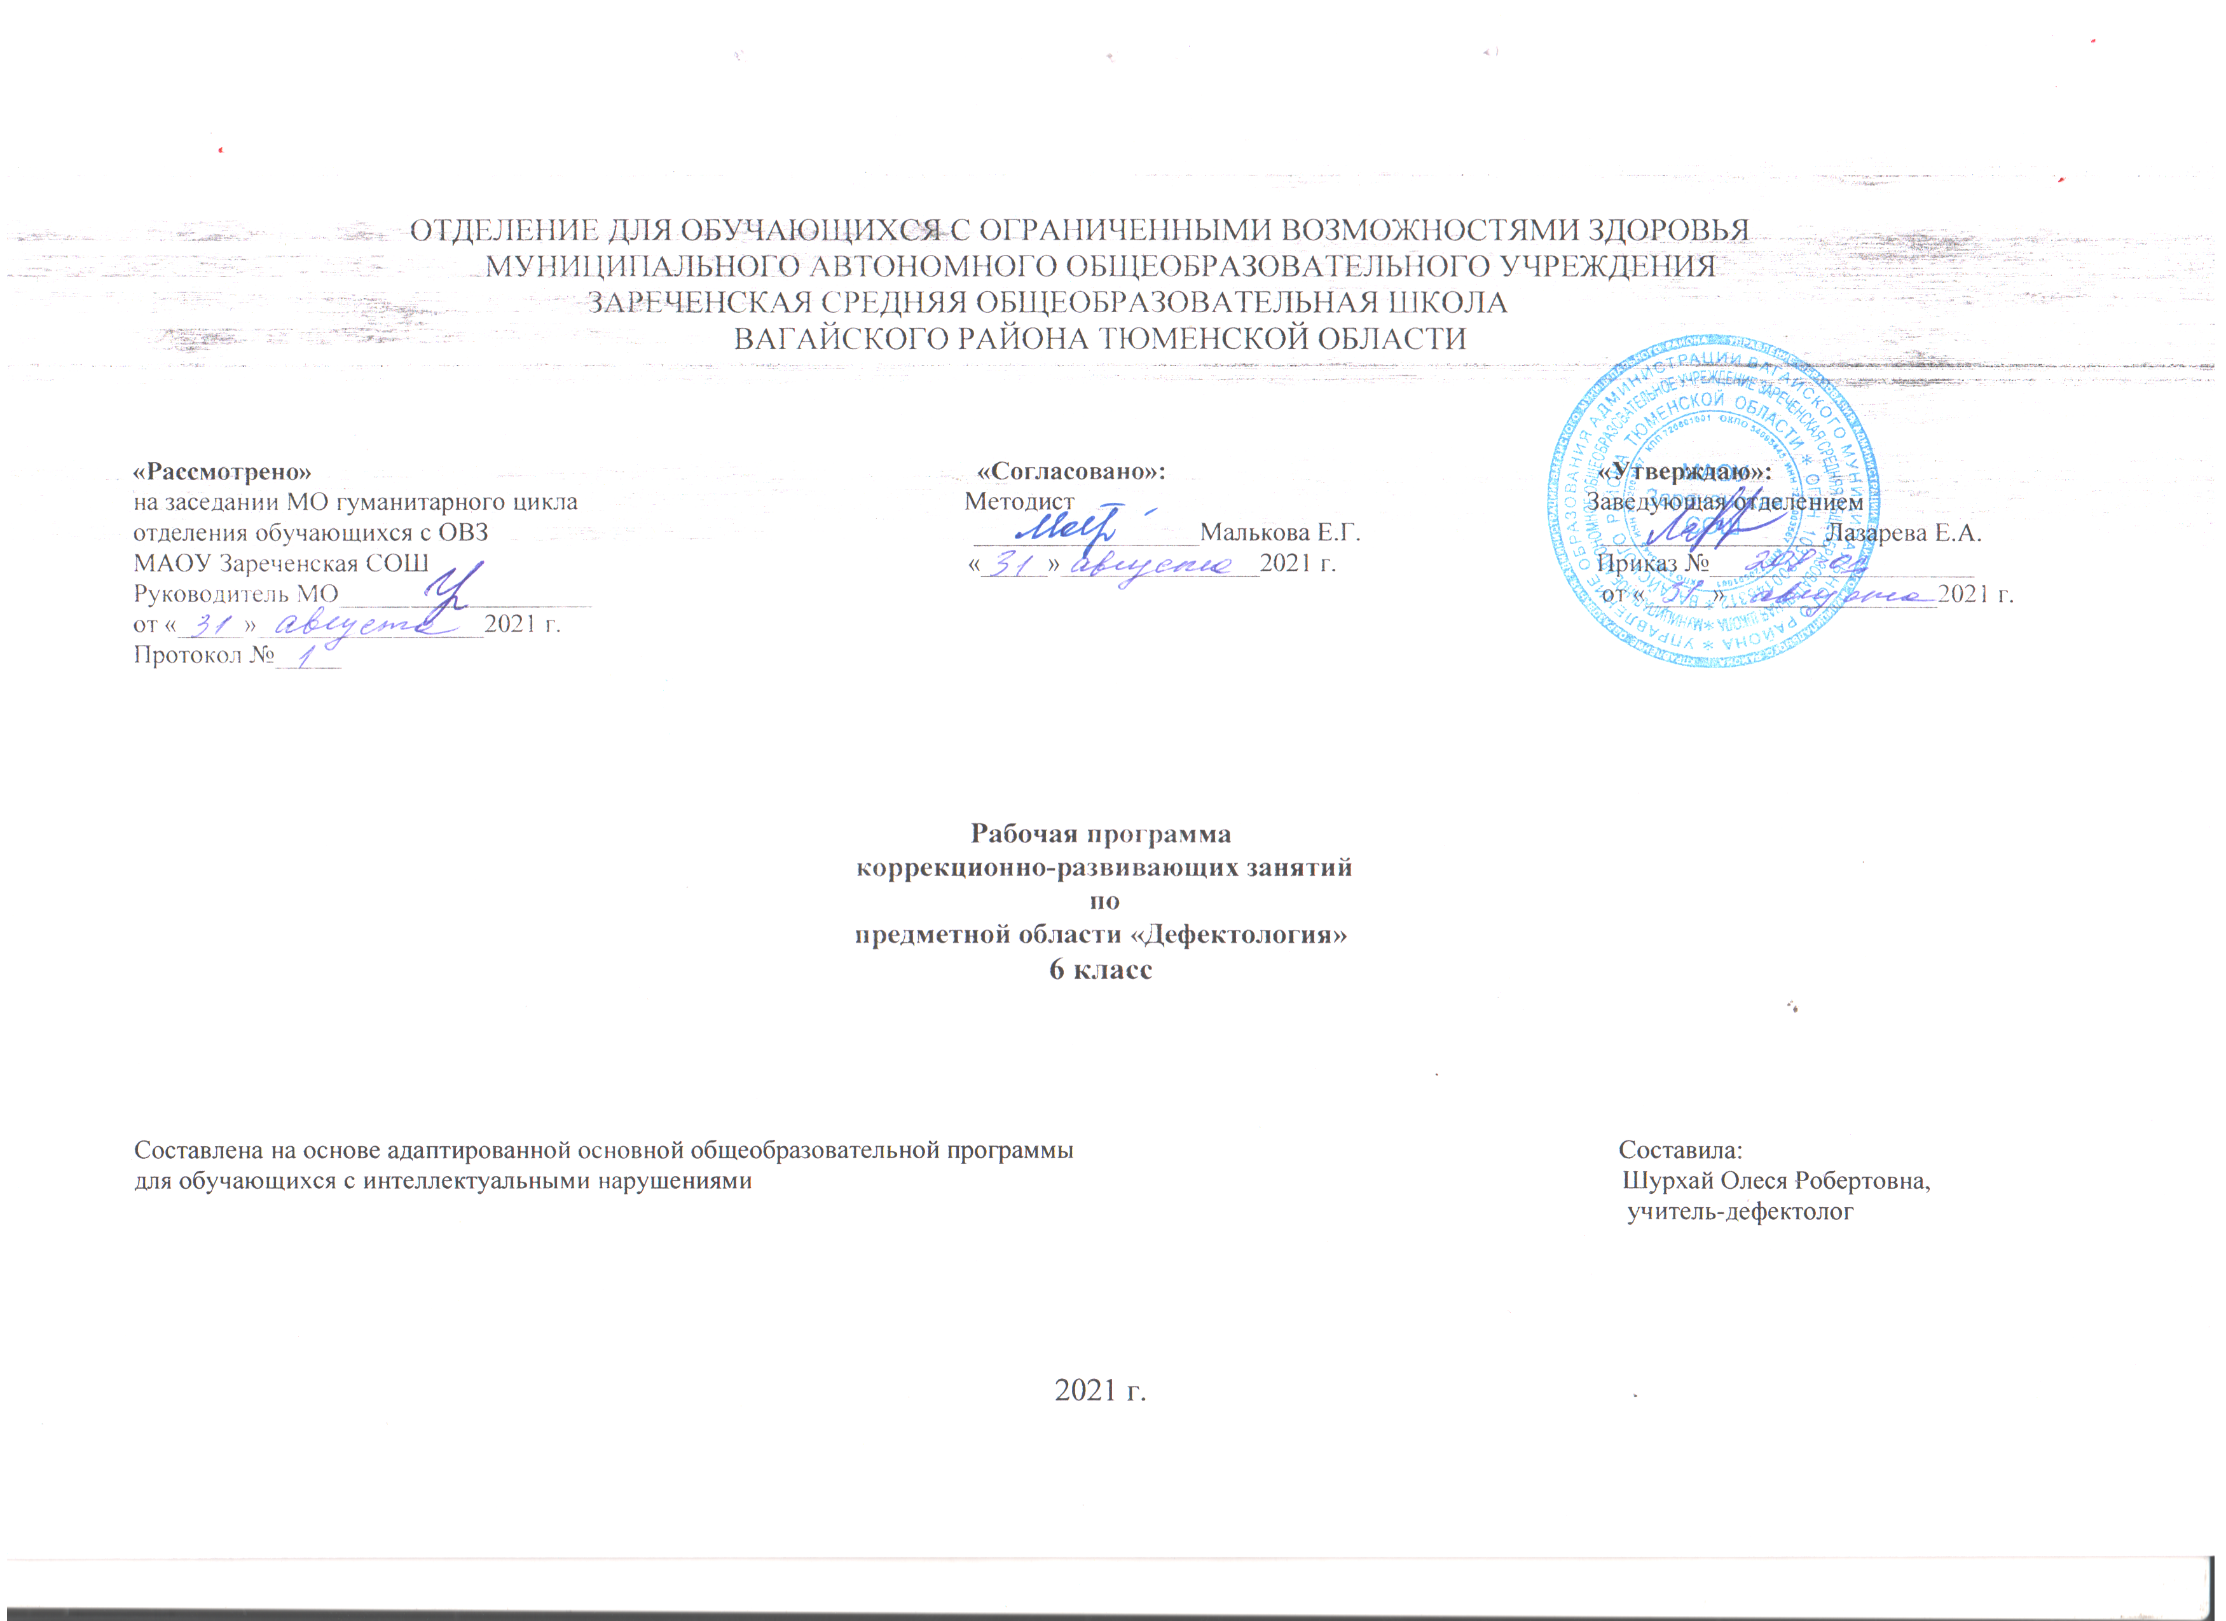 ОТДЕЛЕНИЕ ДЛЯ ОБУЧАЮЩИХСЯ С ОГРАНИЧЕННЫМИ ВОЗМОЖНОСТЯМИ ЗДОРОВЬЯ
МУНИЦИПАЛЬНОГО АВТОНОМНОГО ОБЩЕОБРАЗОВАТЕЛЬНОГО УЧРЕЖДЕНИЯ
ЗАРЕЧЕНСКАЯ СРЕДНЯЯ ОБЩЕОБРАЗОВАТЕЛЬНАЯ ШКОЛА
ВАГАЙСКОГО РАЙОНА ТЮМЕНСКОЙ ОБЛАСТИ
«Рассмотрено»
на заседании МО гуманитарного цикла
отделения обучающихся с ОВЗ
МАОУ Зареченская СОШ
Руководитель МО
от «31» августа 2021 г.
Протокол № 1
«Согласовано»:
Методист
Малькова Е.Г.
«31» августа 2021 г.
«Утверждаю»:
Заведующая отделением
Лазарева Е.А.
Приказ №
от «31» августа 2021 г.
Рабочая программа
коррекционно-развивающих занятий
по
предметной области «Дефектология»
6 класс
Составлена на основе адаптированной основной общеобразовательной программы
для обучающихся с интеллектуальными нарушениями
Составила:
Шурхай Олеся Робертовна,
учитель-дефектолог
2021 г.